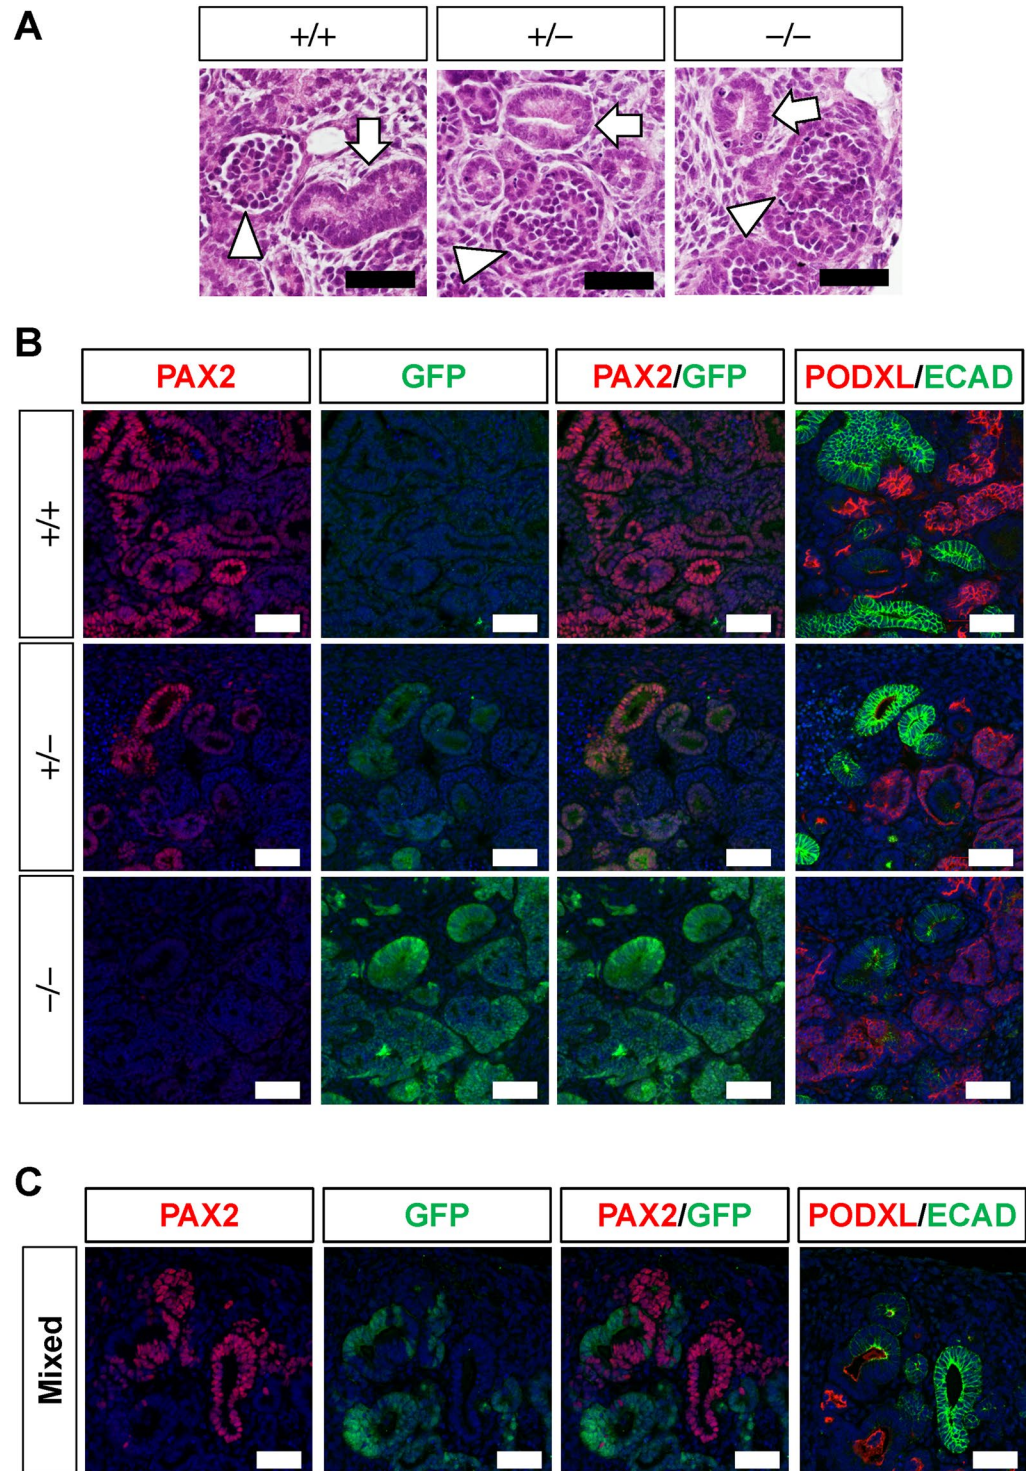 A
+/+ +/− −/−
B
PAX2 GFP PAX2/GFP PODXL/ECAD
+/+
+/−
−/−
C
PAX2 GFP PAX2/GFP PODXL/ECAD
Mixed